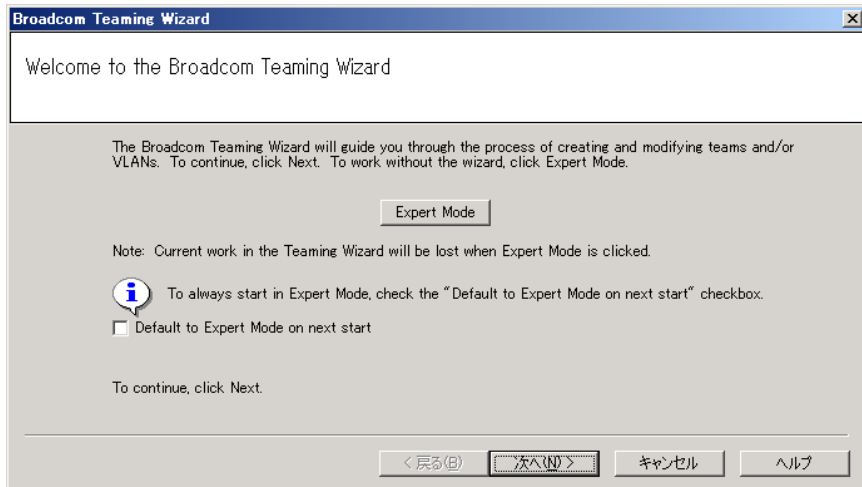 Broadcom Teaming Wizard
Welcome to the Broadcom Teaming Wizard
The Broadcom Teaming Wizard will guide you through the process of creating and modifying teams and/or
VLANs. To continue, click Next. To work without the wizard, click Expert Mode.
Expert Mode
Note: Current work in the Teaming Wizard will be lost when Expert Mode is clicked.
To always start in Expert Mode, check the "Default to Expert Mode on next start" checkbox.
Default to Expert Mode on next start
To continue, click Next.
< 戻る(B) 次へ(N) > キャンセル ヘルプ